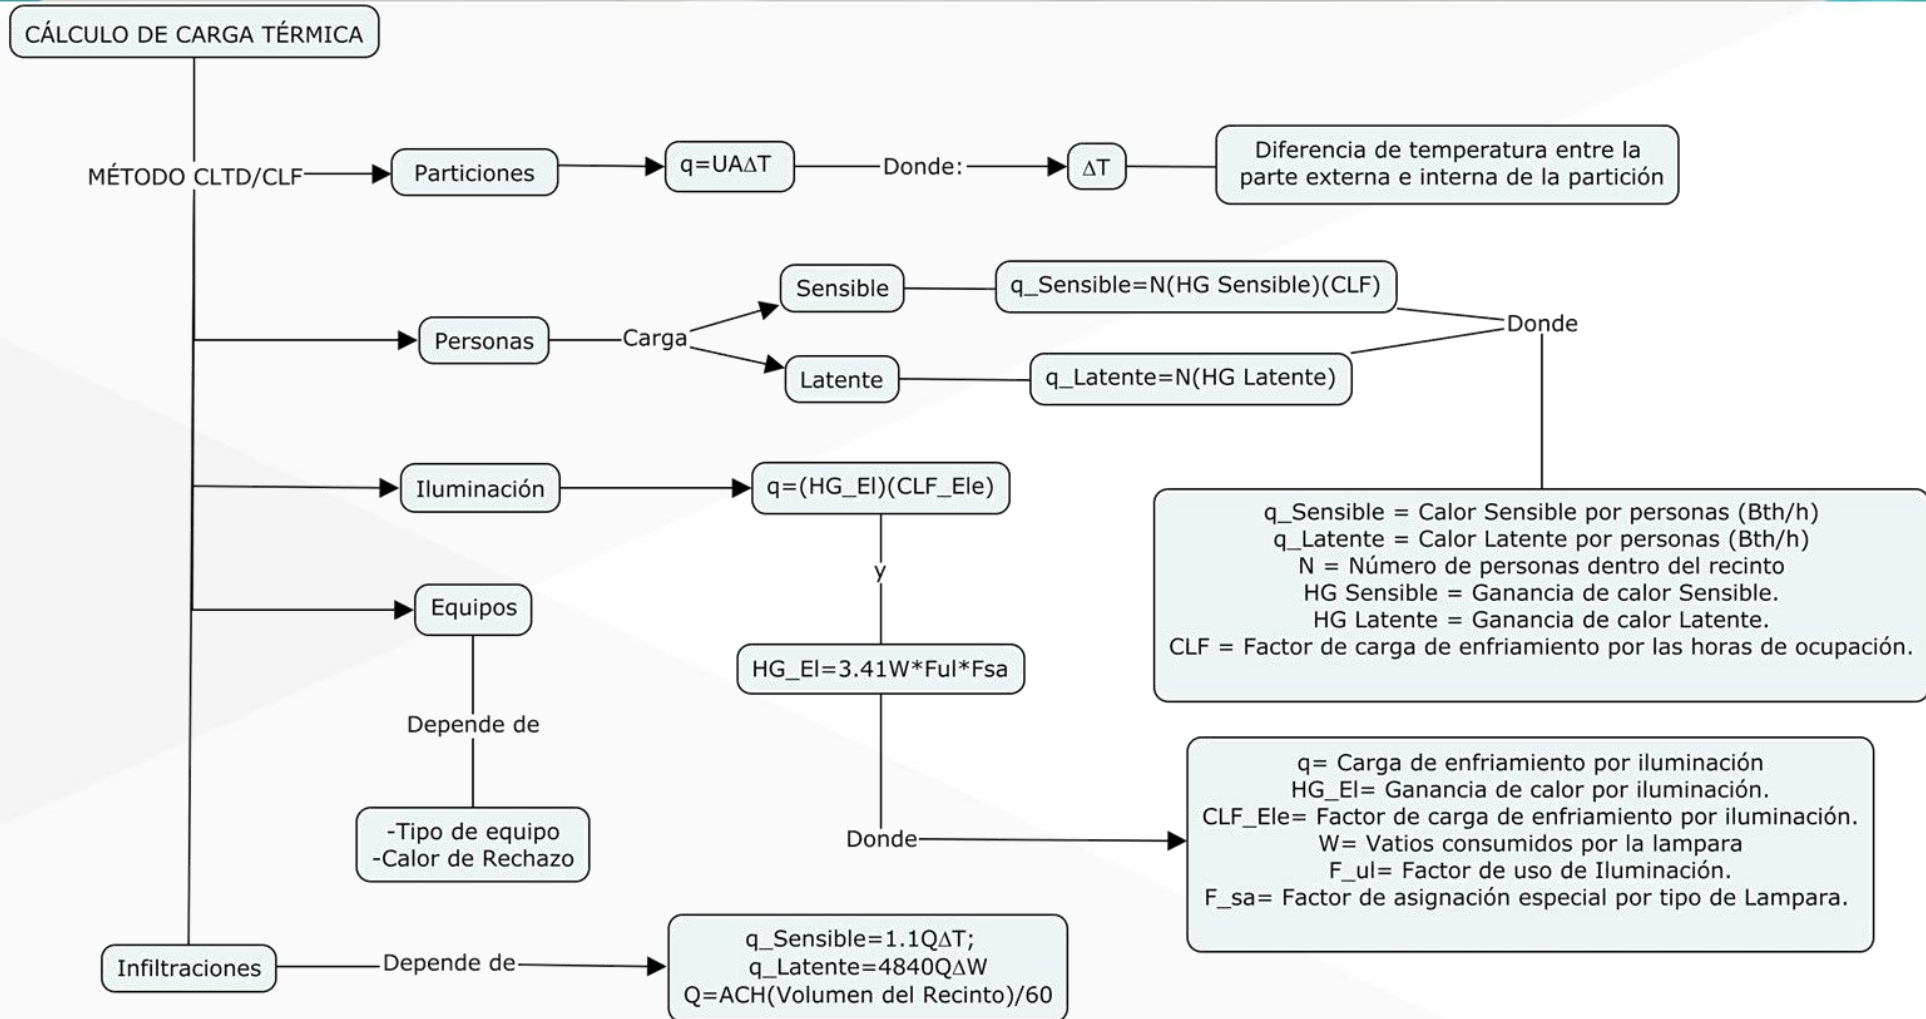 CÁLCULO DE CARGA TÉRMICA
MÉTODO CLTD/CLF
Particiones
q=UA∆T
Donde:
∆T
Diferencia de temperatura entre la
parte externa e interna de la partición
Personas
Carga
Sensible
q_Sensible=N(HG Sensible)(CLF)
Latente
q_Latente=N(HG Latente)
Donde
q_Sensible = Calor Sensible por personas (Bth/h)
q_Latente = Calor Latente por personas (Bth/h)
N = Número de personas dentro del recinto
HG Sensible = Ganancia de calor Sensible.
HG Latente = Ganancia de calor Latente.
CLF = Factor de carga de enfriamiento por las horas de ocupación.
Iluminación
q=(HG_El)(CLF_Ele)
y
HG_El=3.41W*Ful*Fsa
Donde
q= Carga de enfriamiento por iluminación
HG_El= Ganancia de calor por iluminación.
CLF_Ele= Factor de carga de enfriamiento por iluminación.
W= Vatios consumidos por la lampara
F_ul= Factor de uso de Iluminación.
F_sa= Factor de asignación especial por tipo de Lampara.
Equipos
Depende de
-Tipo de equipo
-Calor de Rechazo
Infiltraciones
Depende de
q_Sensible=1.1Q∆T;
q_Latente=4840Q∆W
Q=ACH(Volumen del Recinto)/60